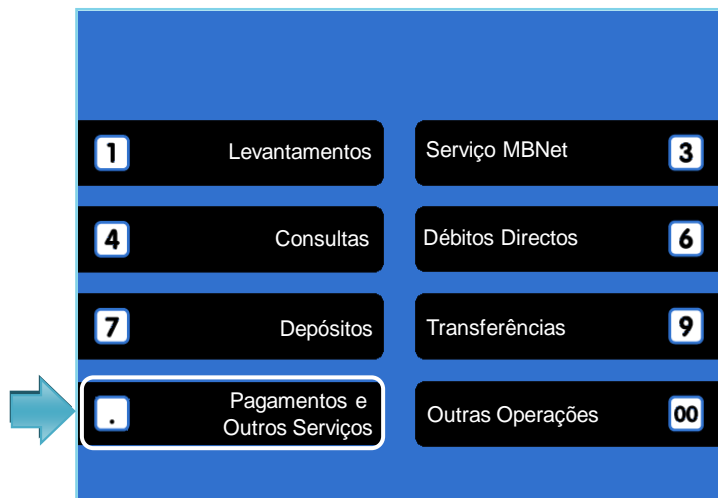 1 Levantamentos
Serviço MBNet 3
4 Consultas
Débitos Directos 6
7 Depósitos
Transferências 9
. Pagamentos e
Outros Serviços
Outras Operações 00